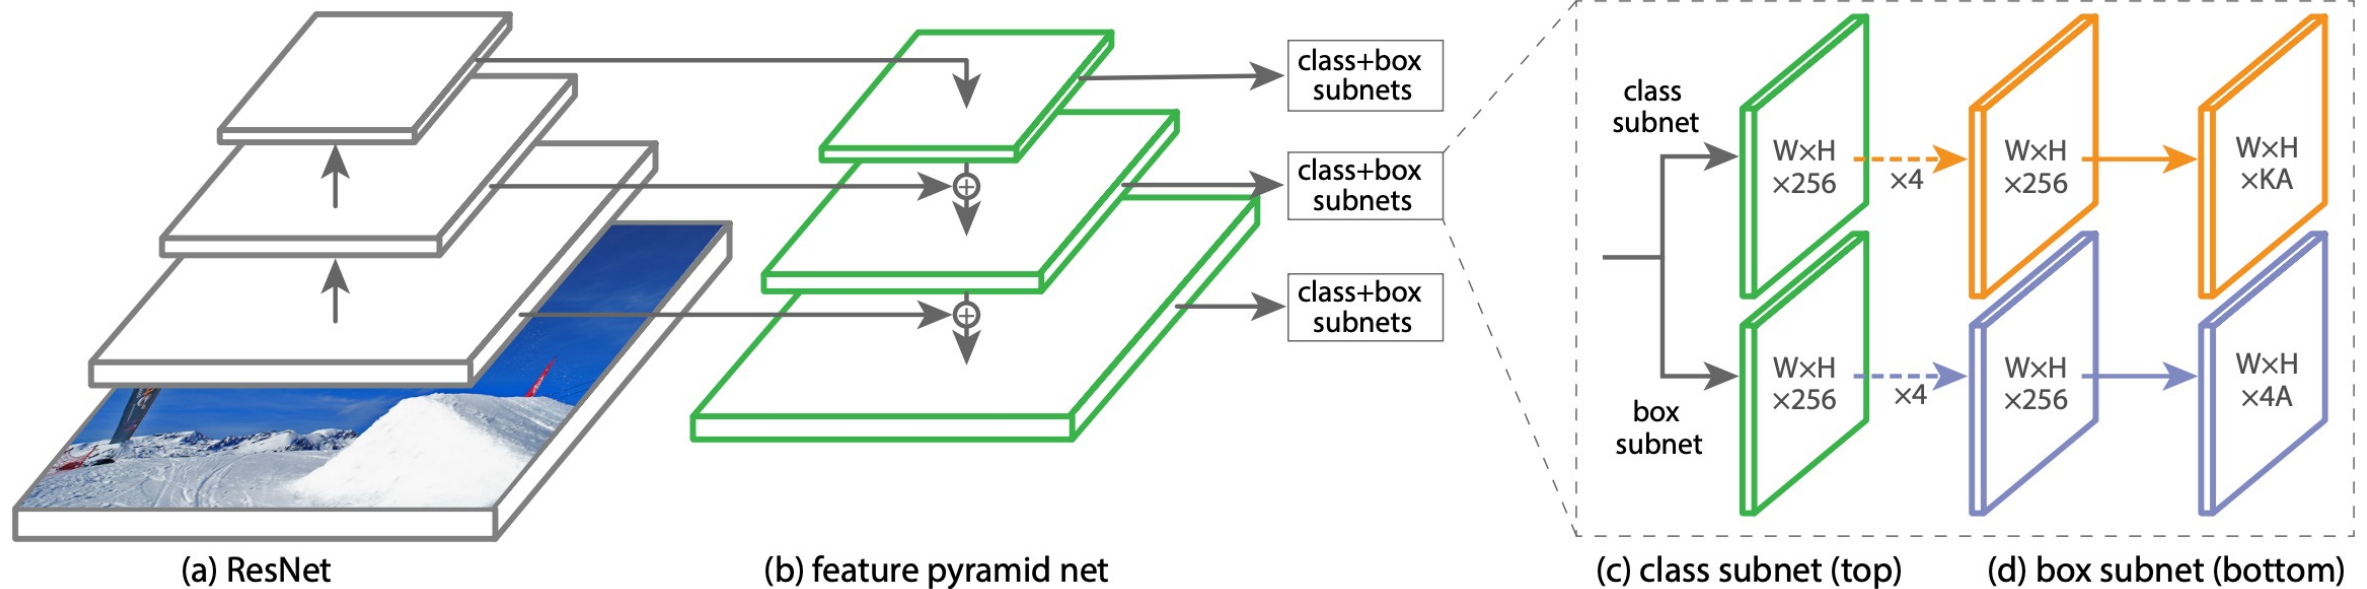 class+box
subnets
class+box
subnets
class+box
subnets
class
subnet
W×H
×256
×4
W×H
×256
W×H
×KA
box
subnet
W×H
×256
×4
W×H
×256
W×H
×4A
(a) ResNet
(b) feature pyramid net
(c) class subnet (top)
(d) box subnet (bottom)